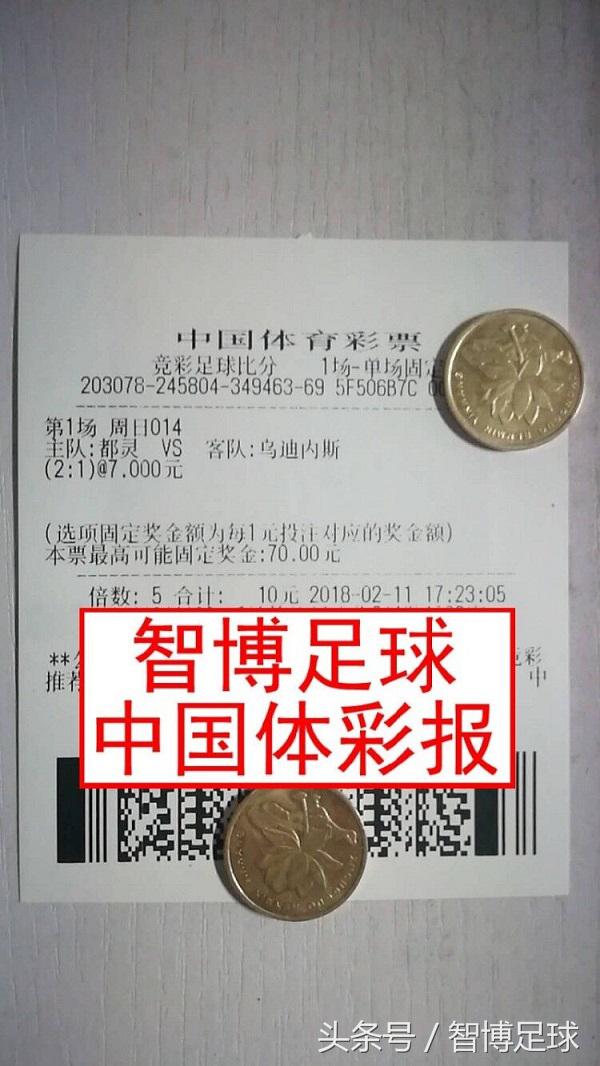 中国体育彩票
竞彩足球比分 1场-单场固定
203078-245804-349463-69 5F506B7C
第1场 周日014
主队:都灵 VS 客队:乌迪内斯
(2:1)@7.000元
(选项固定奖金额为每1元投注对应的奖金额)
本票最高可能固定奖金:70.00元
倍数: 5 合计: 10元 2018-02-11 17:23:05
智博足球
中国体彩报
头条号 / 智博足球